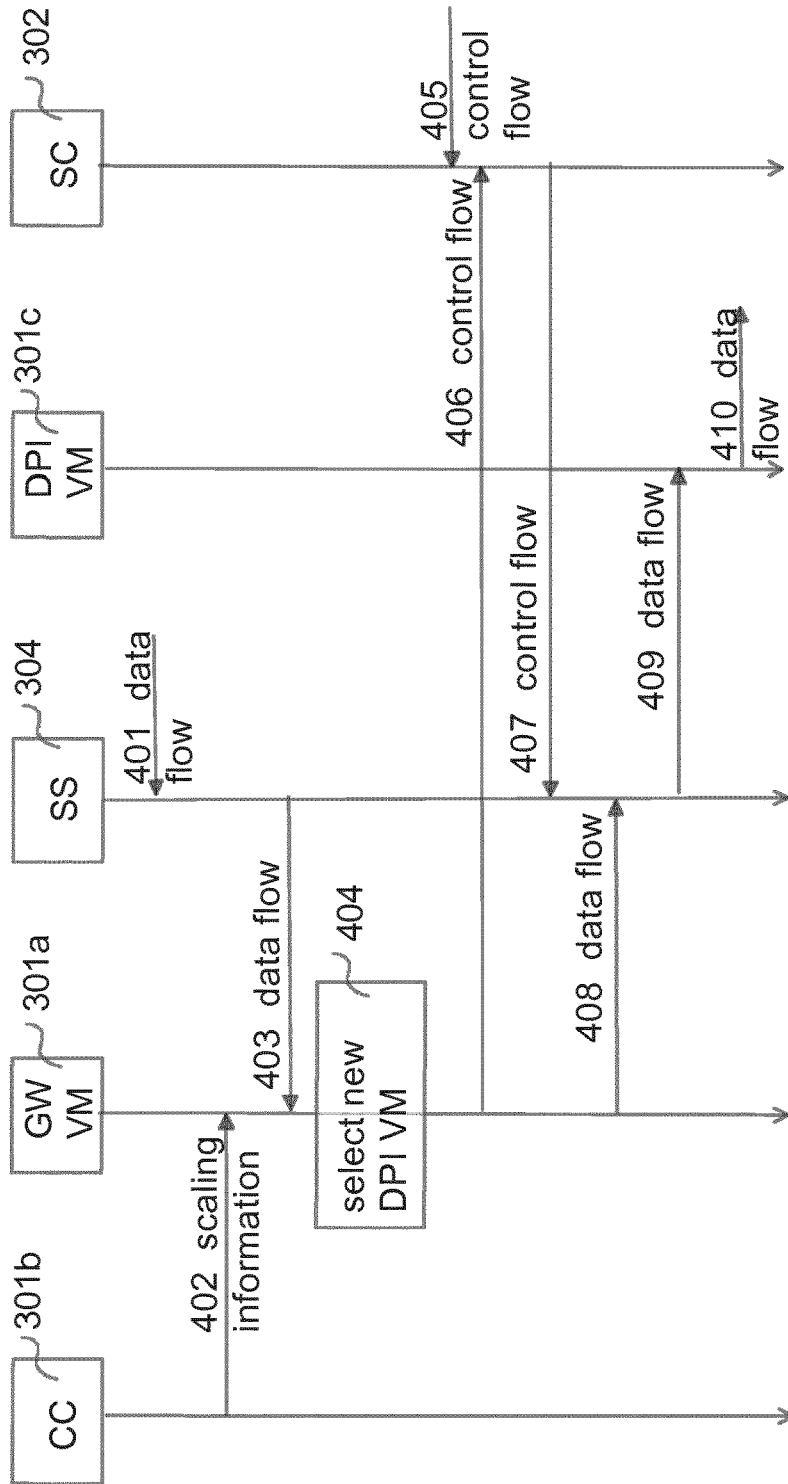 CC
301b
GW
VM
301a
SS
304
DPI
VM
301c
SC
302
401 data
flow
402 scaling
information
403 data flow
select new
DPI VM
404
405
control
flow
406 control flow
407 control flow
408 data flow
409 data flow
410 data
flow